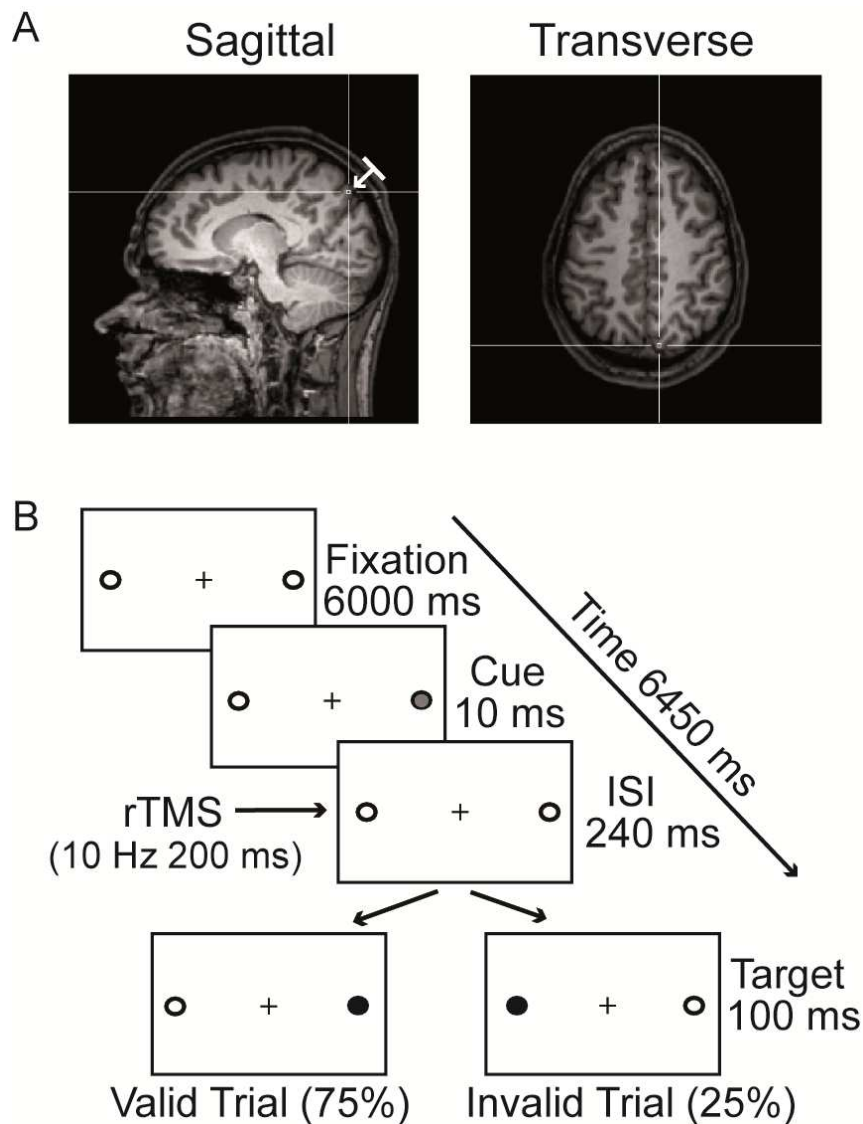 A
Sagittal
Transverse
B
Fixation
6000 ms
Cue
10 ms
Time 6450 ms
rTMS
(10 Hz 200 ms)
ISI
240 ms
Target
100 ms
Valid Trial (75%)
Invalid Trial (25%)